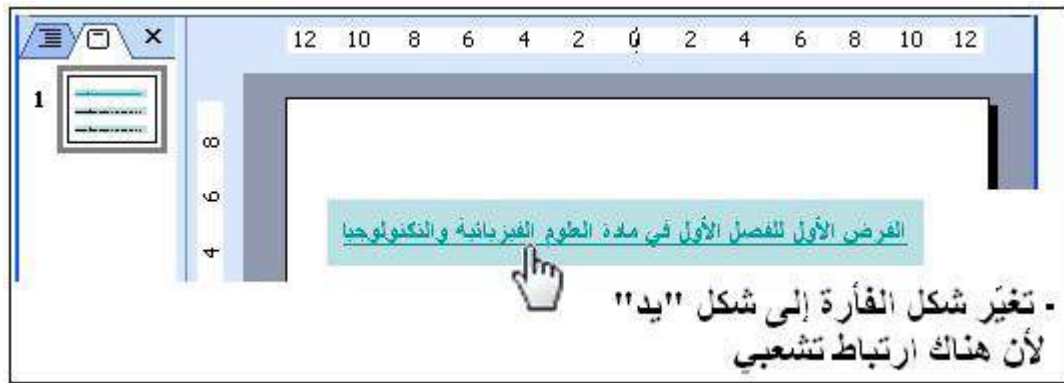 12 10 8 6 4 2 0 2 4 6 8 10 12
1
8
6
4
الفرض الأول للفصل الأول في مادة العلوم الفيزيائية والتكنولوجيا
- تغيّر شكل الفأرة إلى شكل "يد"
لأن هناك ارتباط تشعبي